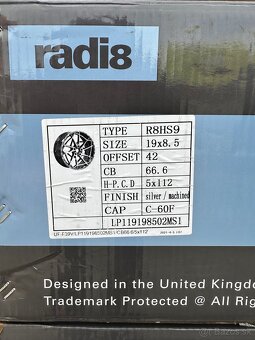 radi8
TYPE R8HS9
SIZE 19x8.5
OFFSET 42
CB 66.6
H-P.C.D 5x112
FINISH silver / machined
CAP C-60F
LP119198502MS1
Designed in the United Kingdom
Trademark Protected @ All Rig